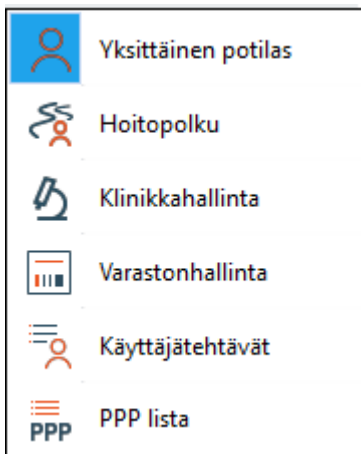 Yksittäinen potilas
Hoitopolku
Klinikkahallinta
Varastonhallinta
Käyttäjätehtävät
PPP PPP lista